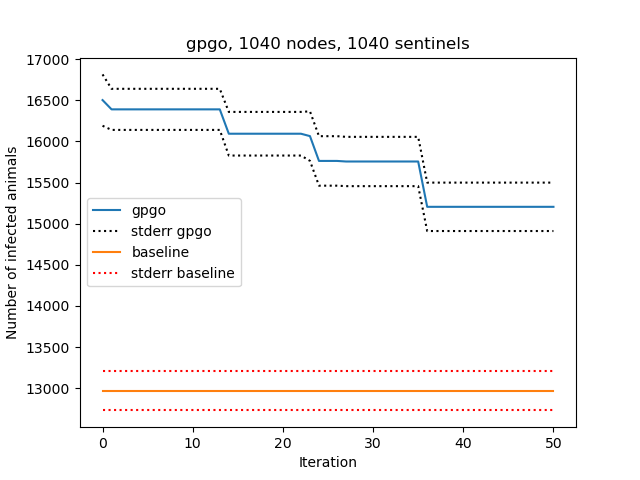 gpgo, 1040 nodes, 1040 sentinels
Number of infected animals
17000
16500
16000
15500
15000
14500
14000
13500
13000
gpgo
stderr gpgo
baseline
stderr baseline
0
10
20
30
40
50
Iteration